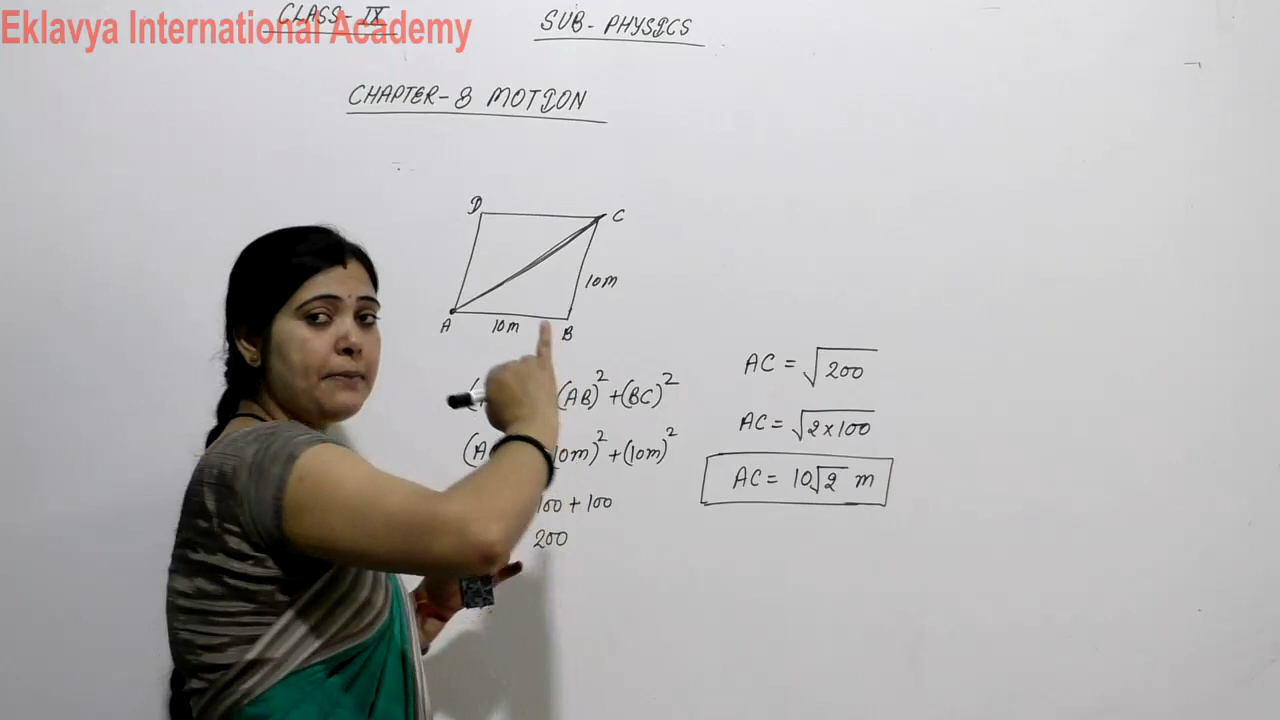 CLASS - IX
SUB - PHYSICS
Eklavya International Academy
CHAPTER - 8 MOTION
D
C
10m
A
10m
B
(AB)² + (BC)²
(A 10m)² + (10m)²
100 + 100
200
AC = √200
AC = √2×100
AC = 10√2 m